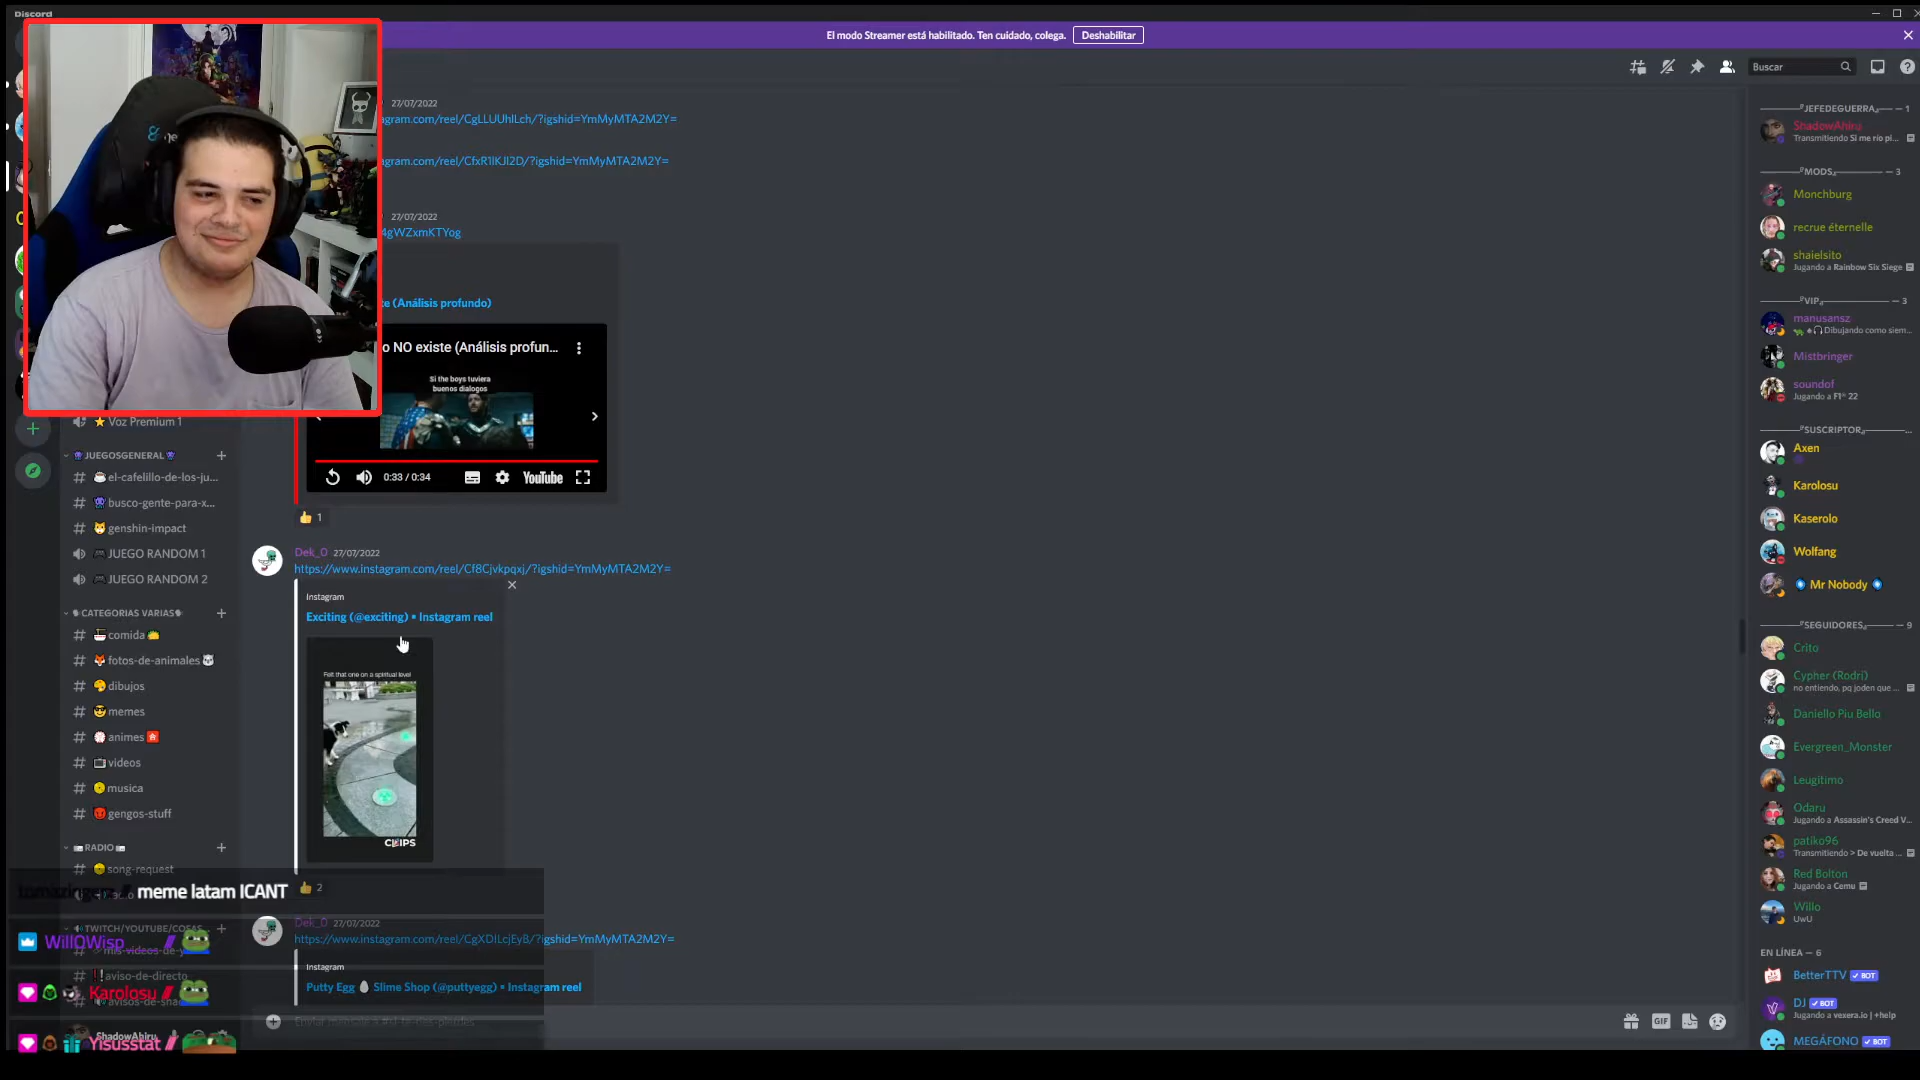 Discord
El modo Streamer está habilitado. Ten cuidado, colega. Deshabilitar
Buscar
27/07/2022
agram.com/reel/CgLLUUhILch/?igshid=YmMyMTA2M2Y=
agram.com/reel/CfxR1IKJI2D/?igshid=YmMyMTA2M2Y=
27/07/2022
4gWZxmKTYog
te (Análisis profundo)
o NO existe (Análisis profun...
Si the boys tuviera
buenos dialogos
0:33 / 0:34 YouTube
1
Dek_0 27/07/2022
https://www.instagram.com/reel/Cf8Cjvkpqxj/?igshid=YmMyMTA2M2Y=
Instagram
Exciting (@exciting) • Instagram reel
Felt that one on a spiritual level
CLIPS
2
Dek_0 27/07/2022
https://www.instagram.com/reel/CgXDILcjEyB/?igshid=YmMyMTA2M2Y=
Instagram
Putty Egg 🥚 Slime Shop (@puttyegg) • Instagram reel
GIF
Voz Premium 1
JUEGOSGENERAL
el-cafelillo-de-los-ju...
busco-gente-para-x...
genshin-impact
JUEGO RANDOM 1
JUEGO RANDOM 2
CATEGORIAS VARIAS
comida
fotos-de-animales
dibujos
memes
animes
videos
musica
gengos-stuff
RADIO
song-request
meme latam ICANT
TWITCH/YOUTUBE/COSAS
WillOWisp
mis-videos-de-y
aviso-de-directo
Karolosu
ShadowAhiru
Yisusstat
JEFEDEGUERRA — 1
ShadowAhiru
Transmitiendo Si me río pi...
MODS — 3
Monchburg
recrue éternelle
shaielsito
Jugando a Rainbow Six Siege
VIP — 3
manusansz
Dibujando como siem...
Mistbringer
soundof
Jugando a F1® 22
SUSCRIPTOR ...
Axen
Karolosu
Kaserolo
Wolfang
Mr Nobody
SEGUIDORES — 9
Crito
Cypher (Rodri)
no entiendo, pq joden que ...
Daniello Piu Bello
Evergreen_Monster
Leugitimo
Odaru
Jugando a Assassin's Creed V...
patiko96
Transmitiendo > De vuelta ...
Red Bolton
Jugando a Cemu
Willo
UwU
EN LÍNEA — 6
BetterTTV BOT
DJ BOT
Jugando a vexera.io | +help
MEGÁFONO BOT